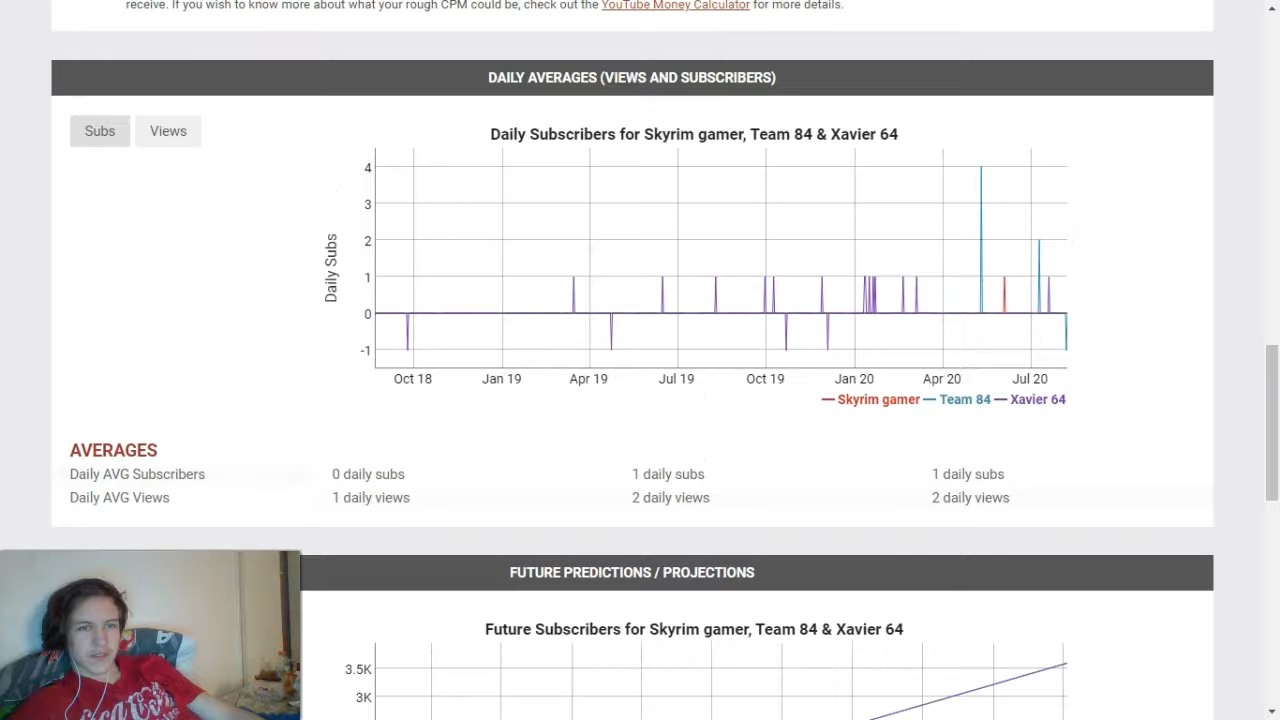 receive. If you wish to know more about what your rough CPM could be, check out the YouTube Money Calculator for more details.
DAILY AVERAGES (VIEWS AND SUBSCRIBERS)
Subs
Views
Daily Subscribers for Skyrim gamer, Team 84 & Xavier 64
Daily Subs
4
3
2
1
0
-1
Oct 18 Jan 19 Apr 19 Jul 19 Oct 19 Jan 20 Apr 20 Jul 20
Skyrim gamer Team 84 Xavier 64
AVERAGES
Daily AVG Subscribers 0 daily subs 1 daily subs 1 daily subs
Daily AVG Views 1 daily views 2 daily views 2 daily views
FUTURE PREDICTIONS / PROJECTIONS
Future Subscribers for Skyrim gamer, Team 84 & Xavier 64
3.5K
3K